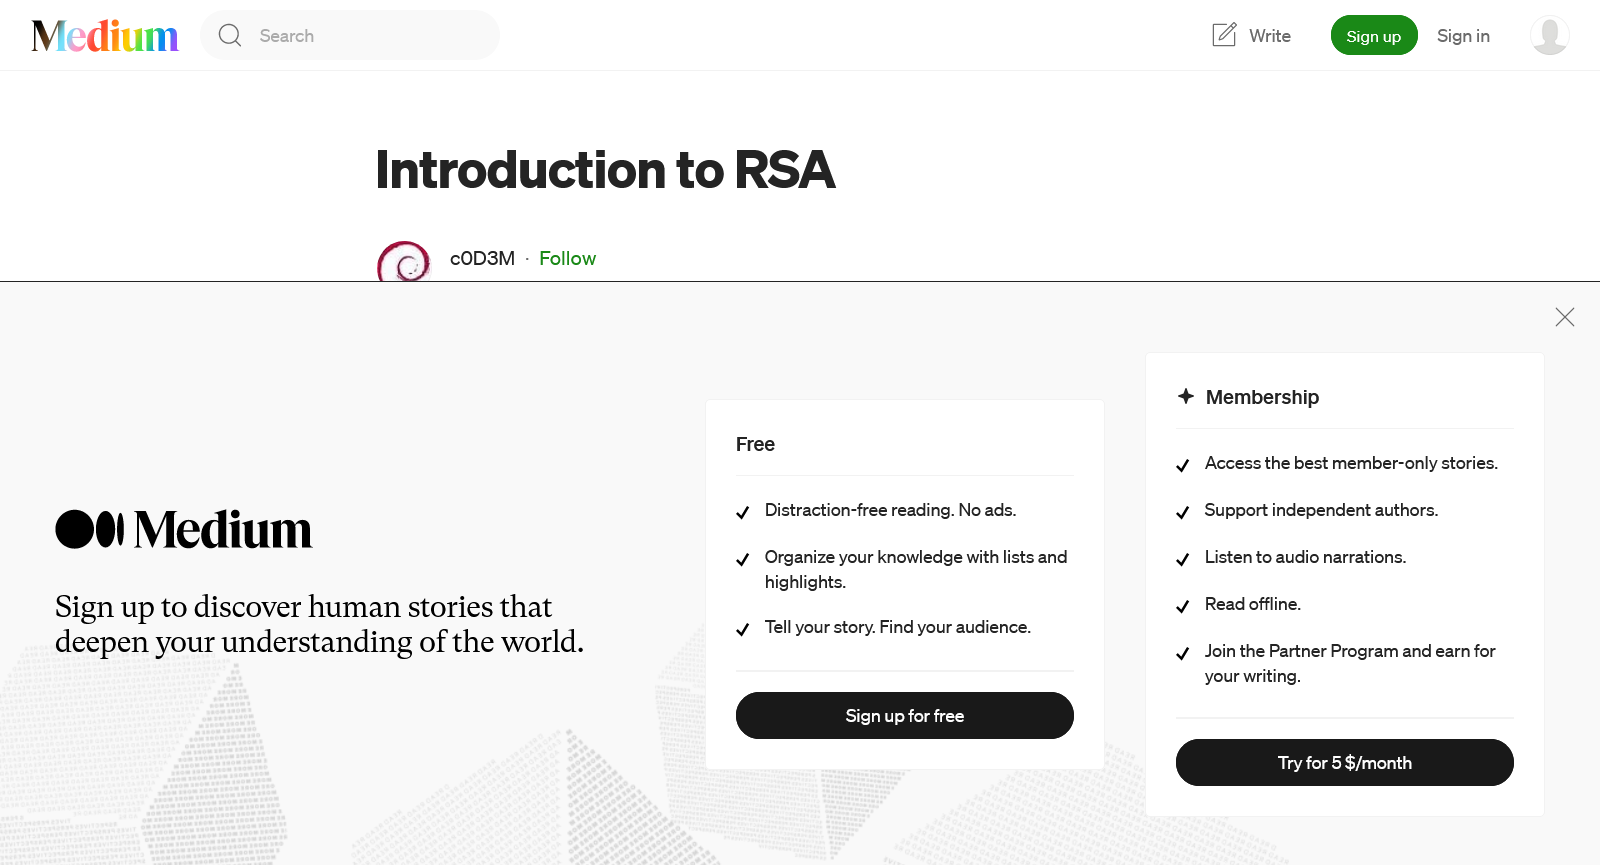 Medium
Search
Write
Sign up
Sign in
Introduction to RSA
c0D3M · Follow
Medium
Sign up to discover human stories that
deepen your understanding of the world.
Free
Distraction-free reading. No ads.
Organize your knowledge with lists and
highlights.
Tell your story. Find your audience.
Sign up for free
Membership
Access the best member-only stories.
Support independent authors.
Listen to audio narrations.
Read offline.
Join the Partner Program and earn for
your writing.
Try for 5 $/month